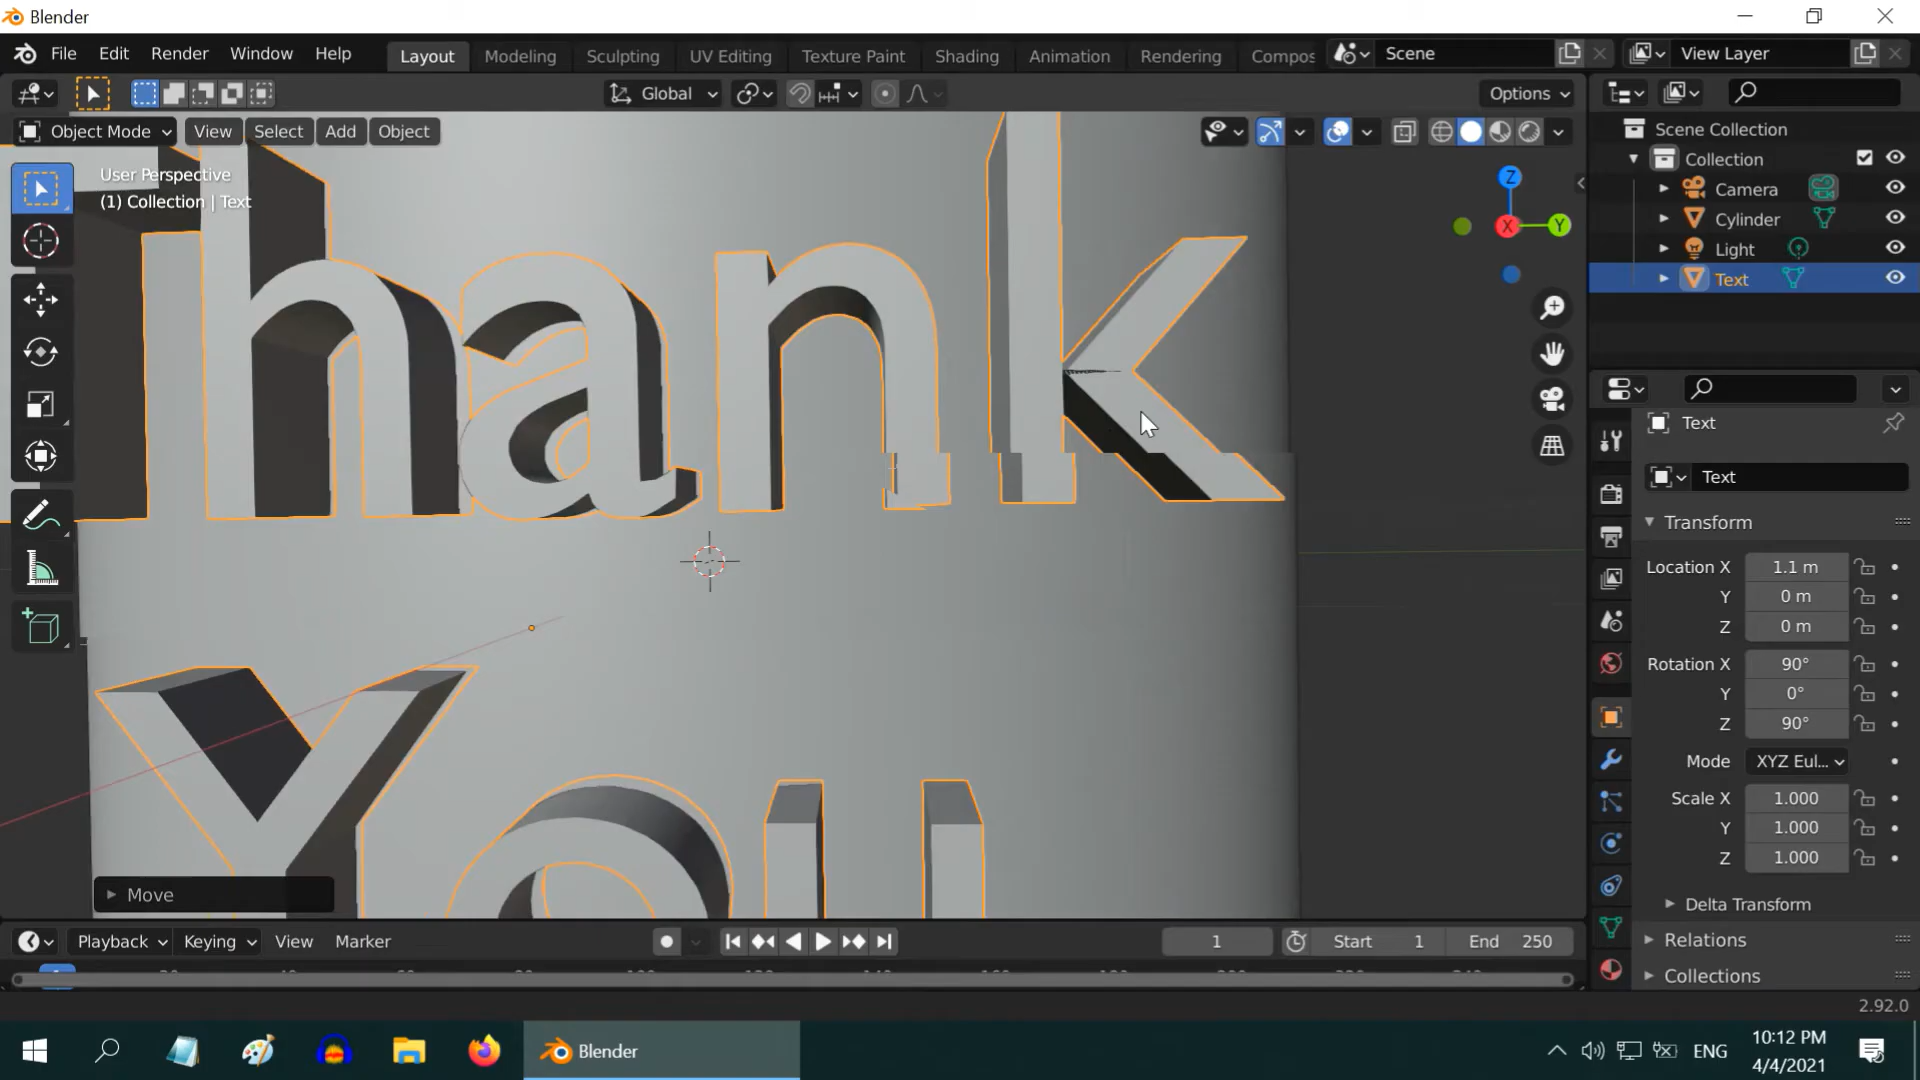 Blender
File Edit Render Window Help Layout Modeling Sculpting UV Editing Texture Paint Shading Animation Rendering Compos Scene View Layer
Global Options
Object Mode View Select Add Object
User Perspective
(1) Collection | Text
hank
You
Z
X
Y
Move
Scene Collection
Collection
Camera
Cylinder
Light
Text
Text
Text
Transform
Location X 1.1 m
Y 0 m
Z 0 m
Rotation X 90°
Y 0°
Z 90°
Mode XYZ Eul...
Scale X 1.000
Y 1.000
Z 1.000
Delta Transform
Relations
Collections
Playback Keying View Marker 1 Start 1 End 250
2.92.0
Blender
ENG
10:12 PM
4/4/2021